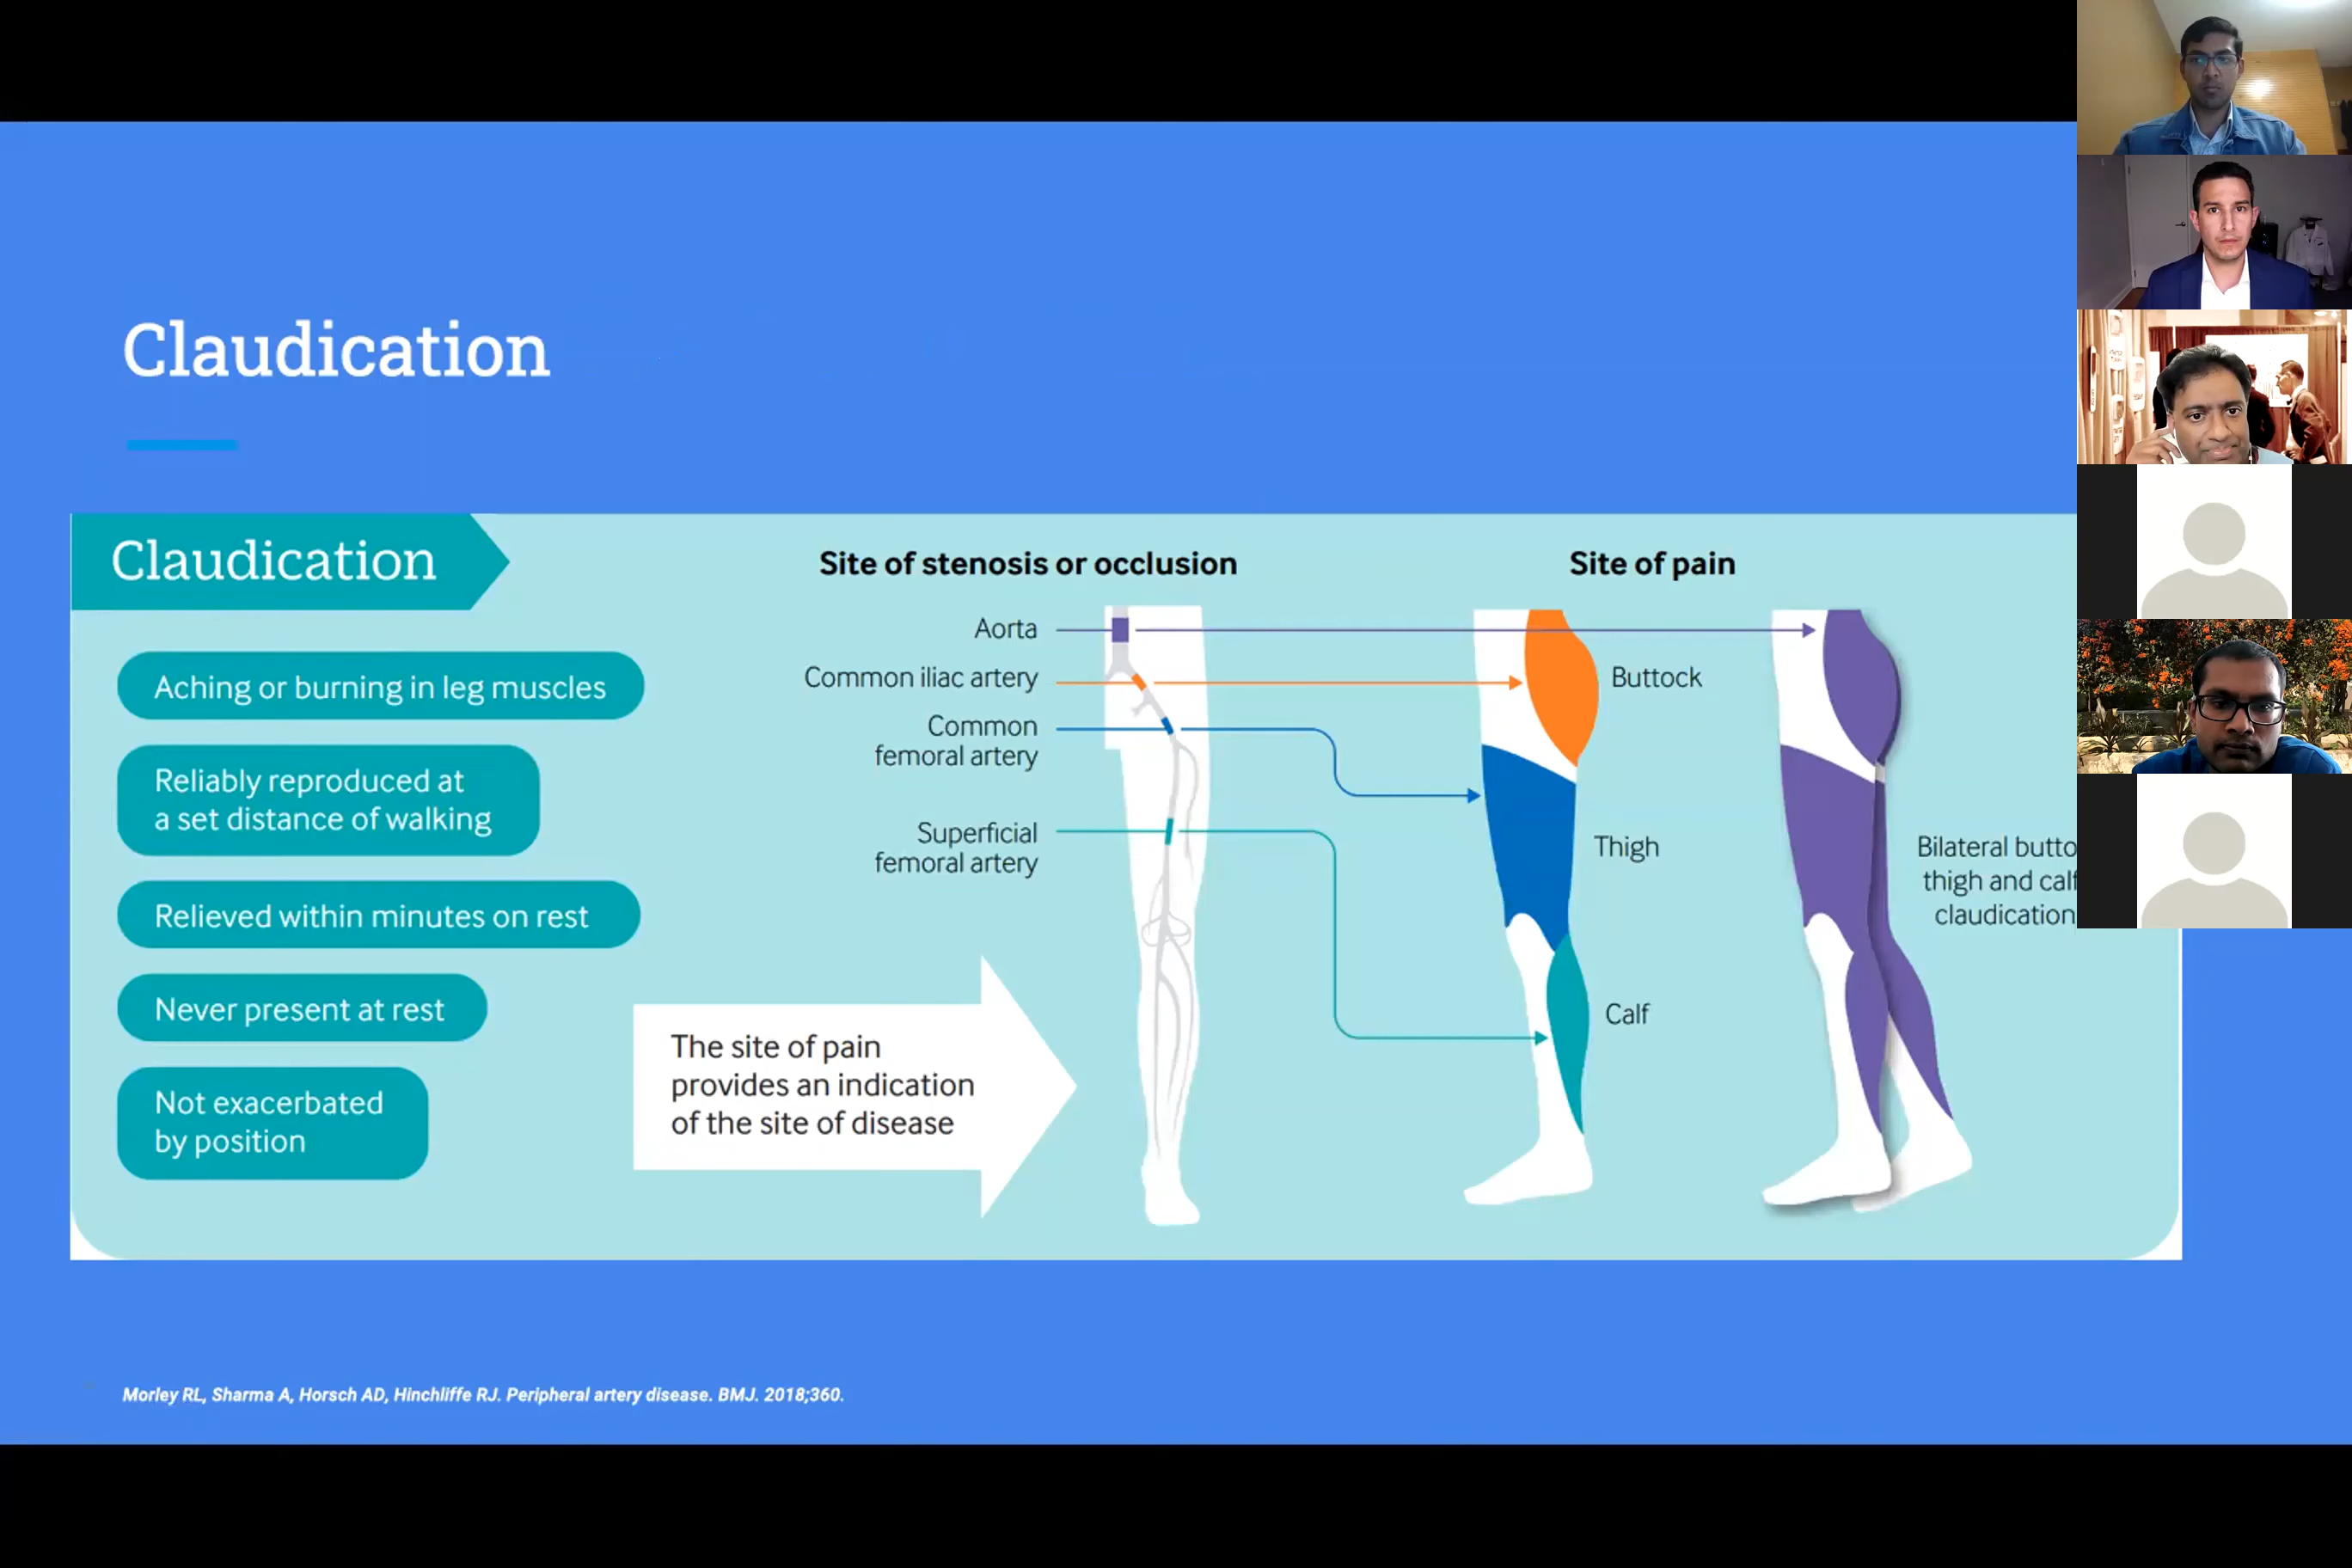 Claudication
Claudication
Aching or burning in leg muscles
Reliably reproduced at
a set distance of walking
Relieved within minutes on rest
Never present at rest
Not exacerbated
by position
The site of pain
provides an indication
of the site of disease
Site of stenosis or occlusion
Aorta
Common iliac artery
Common
femoral artery
Superficial
femoral artery
Site of pain
Buttock
Thigh
Calf
Bilateral butto
thigh and calf
claudication
Morley RL, Sharma A, Horsch AD, Hinchliffe RJ. Peripheral artery disease. BMJ. 2018;360.